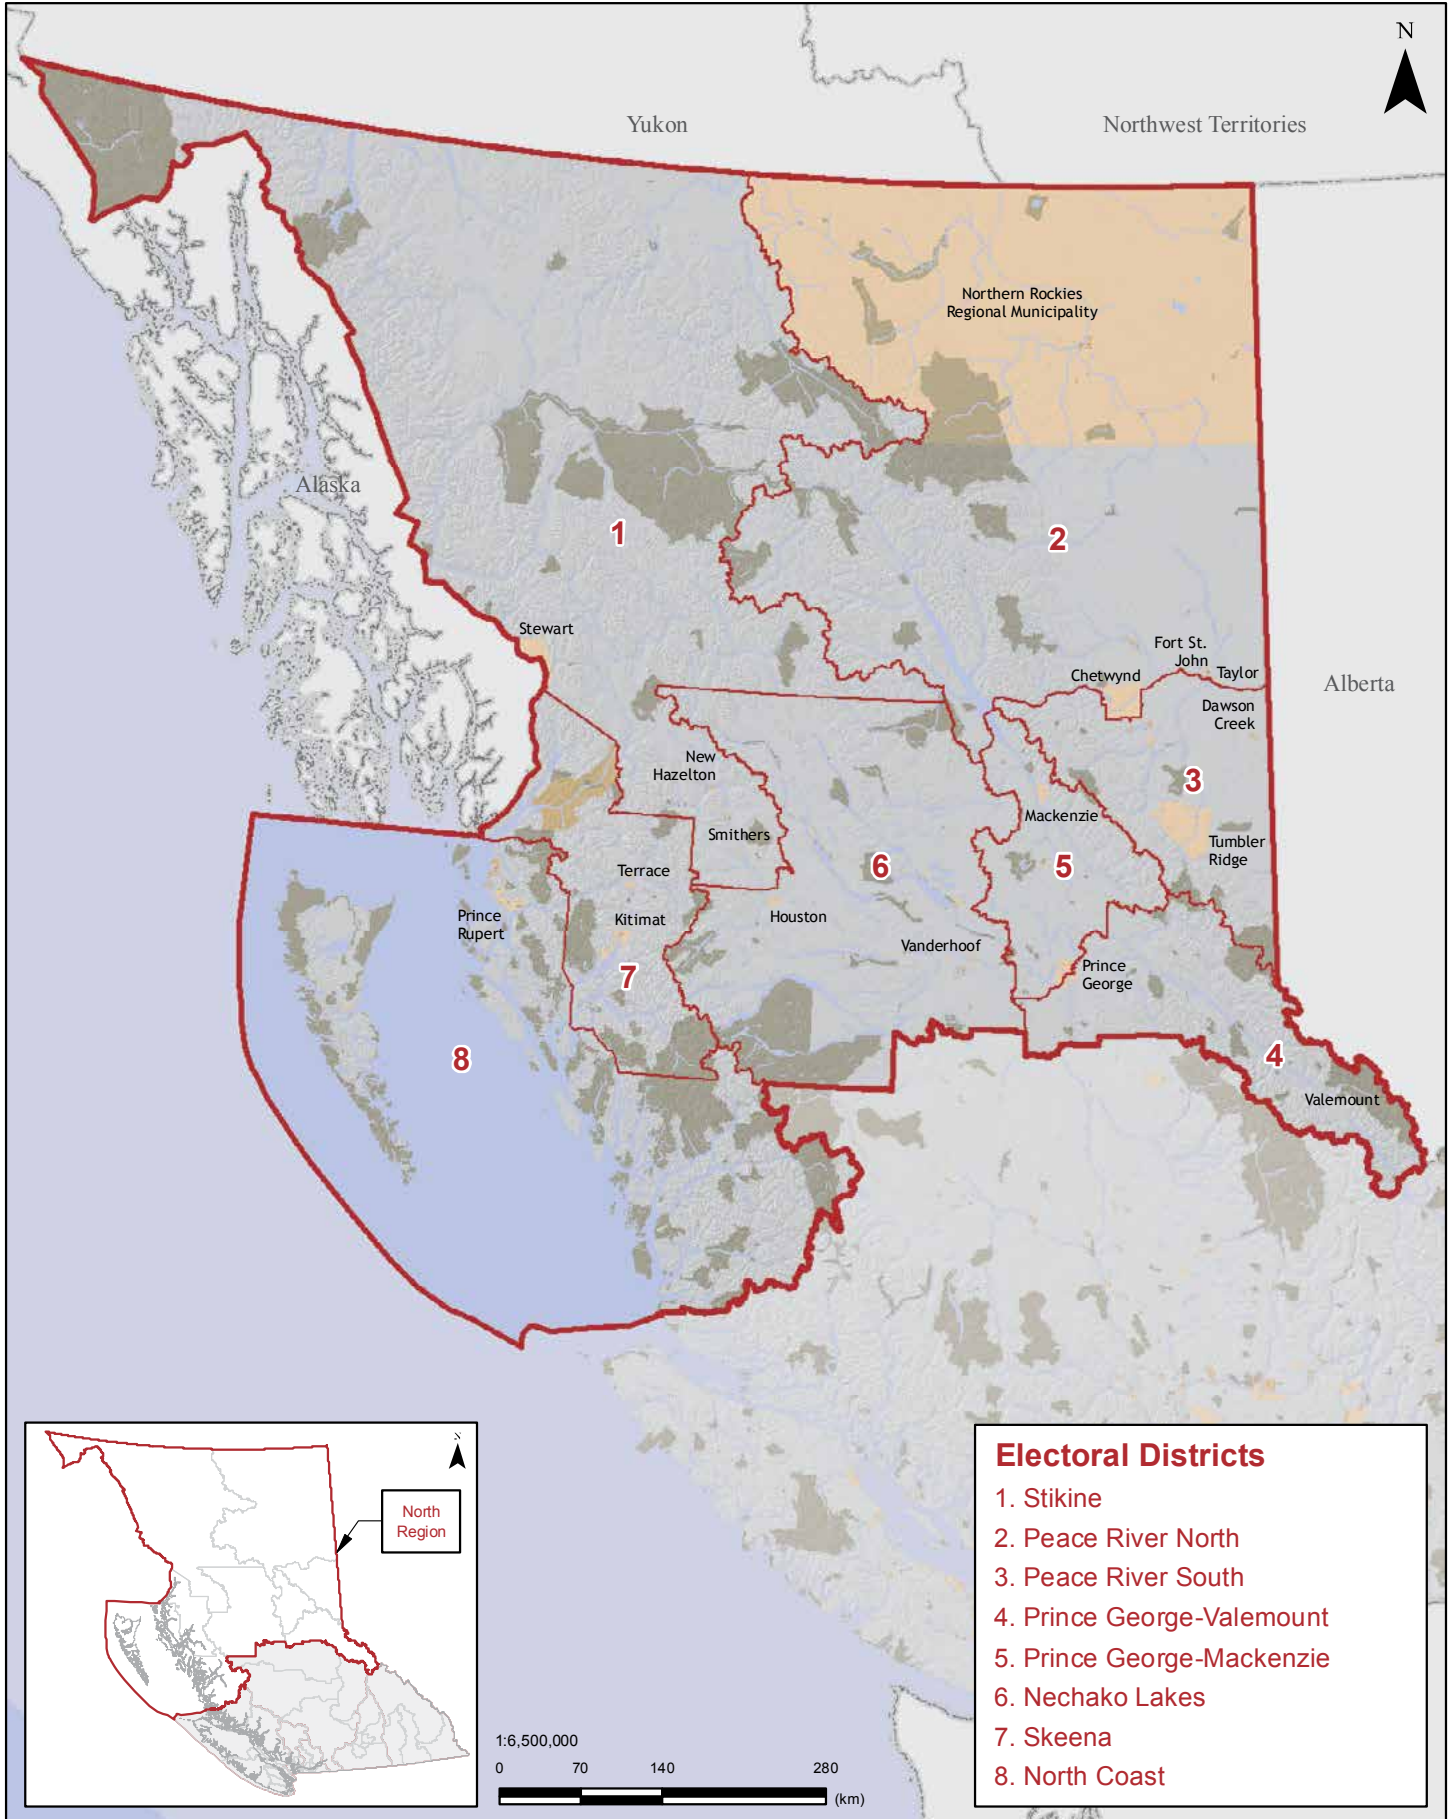 N
Yukon
Northwest Territories
Northern Rockies
Regional Municipality
Alaska
1
2
Stewart
Fort St.
John
Chetwynd
Taylor
Alberta
Dawson
Creek
New
Hazelton
3
Mackenzie
Smithers
Tumbler
Ridge
6
5
Terrace
Prince
Rupert
Kitimat
Houston
Vanderhoof
7
Prince
George
8
4
Valemount
N
North
Region
Electoral Districts
1. Stikine
2. Peace River North
3. Peace River South
4. Prince George-Valemount
5. Prince George-Mackenzie
6. Nechako Lakes
7. Skeena
8. North Coast
1:6,500,000
0 70 140 280
(km)